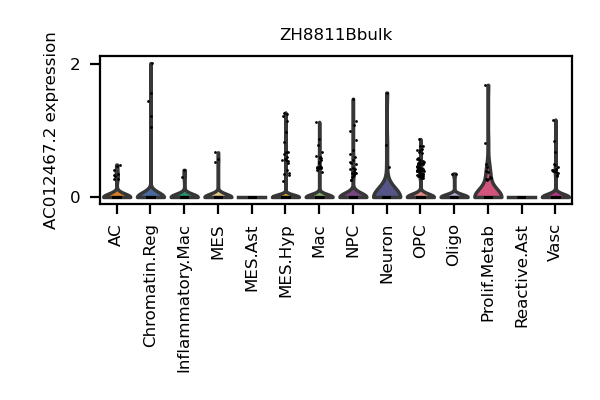 ZH8811Bbulk
AC012467.2 expression
2
0
AC
Chromatin.Reg
Inflammatory.Mac
MES
MES.Ast
MES.Hyp
Mac
NPC
Neuron
OPC
Oligo
Prolif.Metab
Reactive.Ast
Vasc